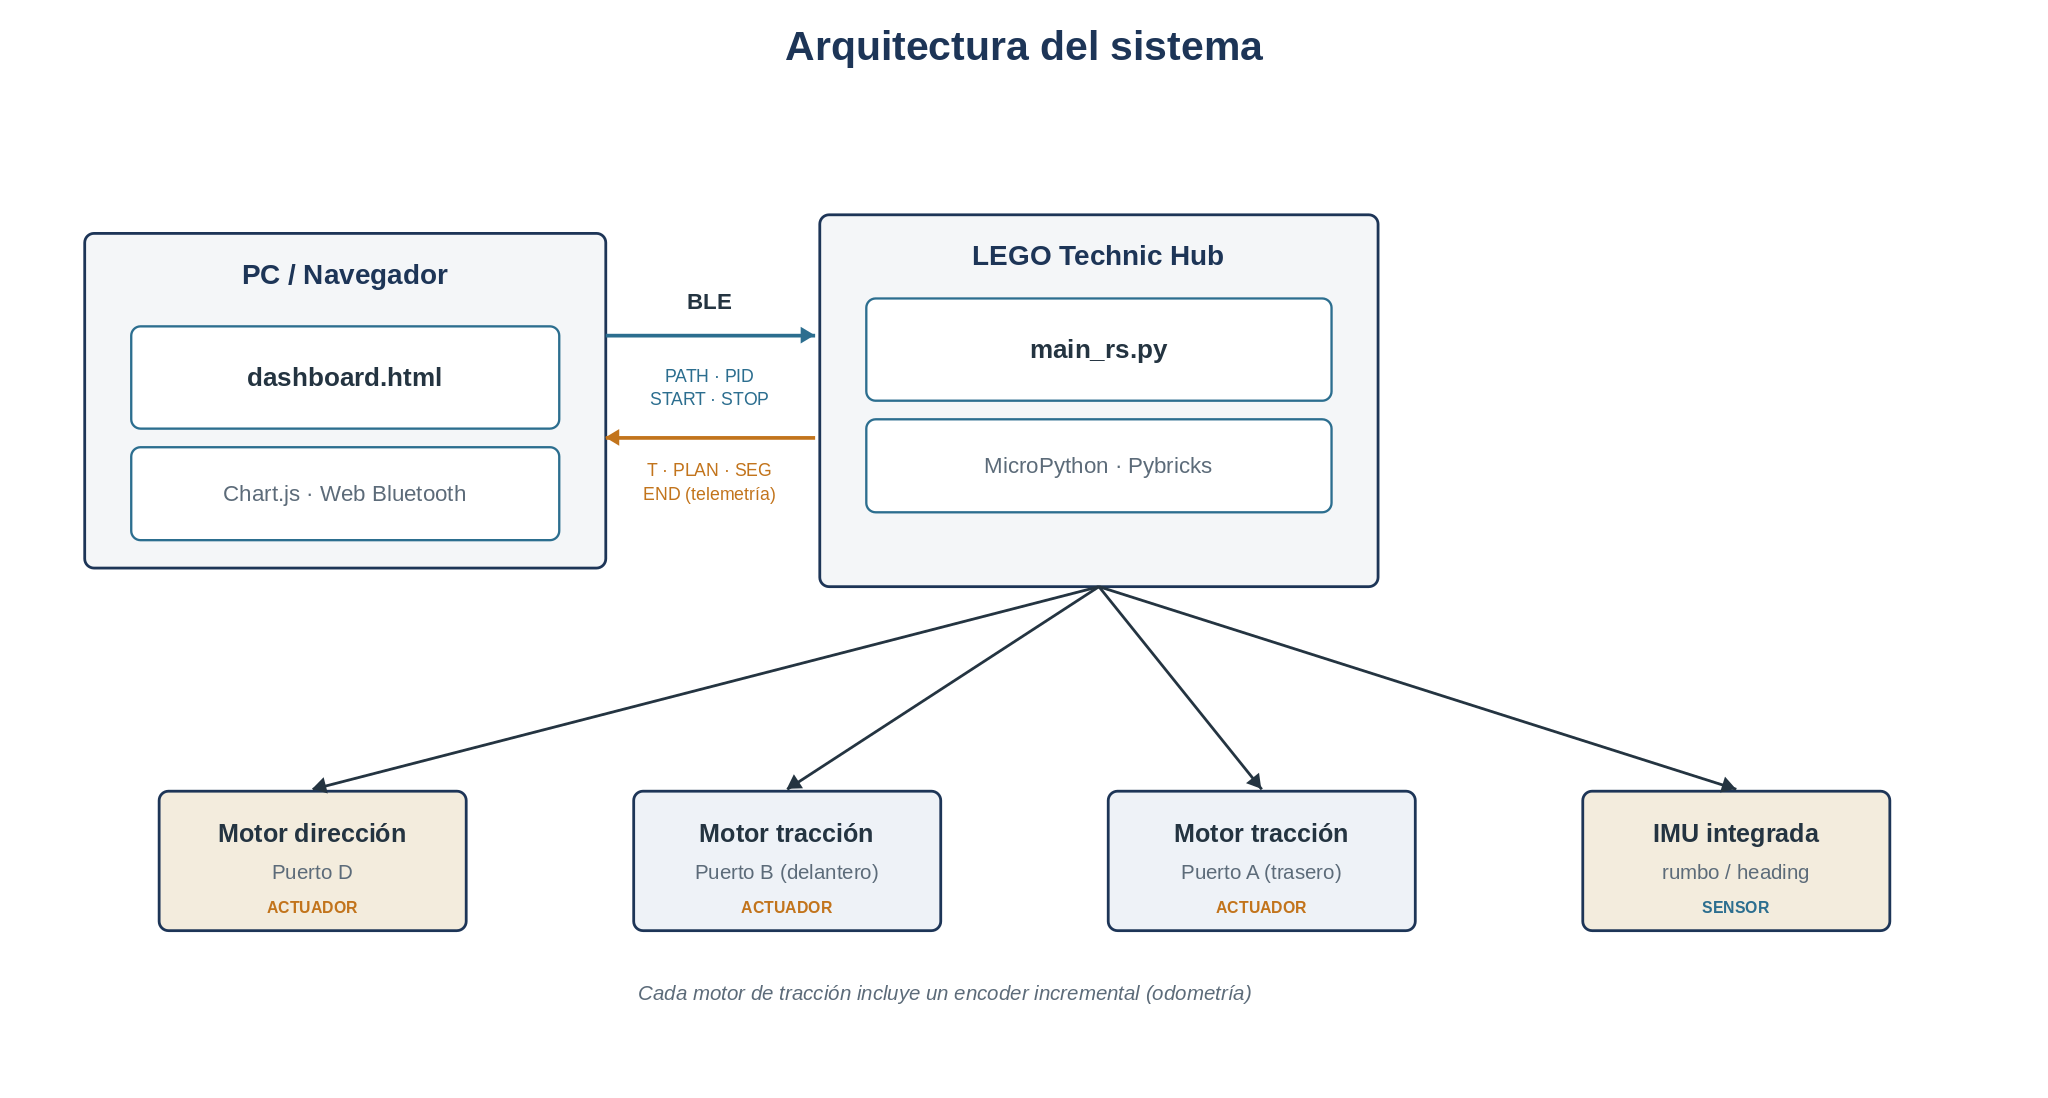 Arquitectura del sistema
PC / Navegador
dashboard.html
Chart.js · Web Bluetooth
BLE
PATH · PID
START · STOP
T · PLAN · SEG
END (telemetría)
LEGO Technic Hub
main_rs.py
MicroPython · Pybricks
Motor dirección
Puerto D
ACTUADOR
Motor tracción
Puerto B (delantero)
ACTUADOR
Motor tracción
Puerto A (trasero)
ACTUADOR
IMU integrada
rumbo / heading
SENSOR
Cada motor de tracción incluye un encoder incremental (odometría)